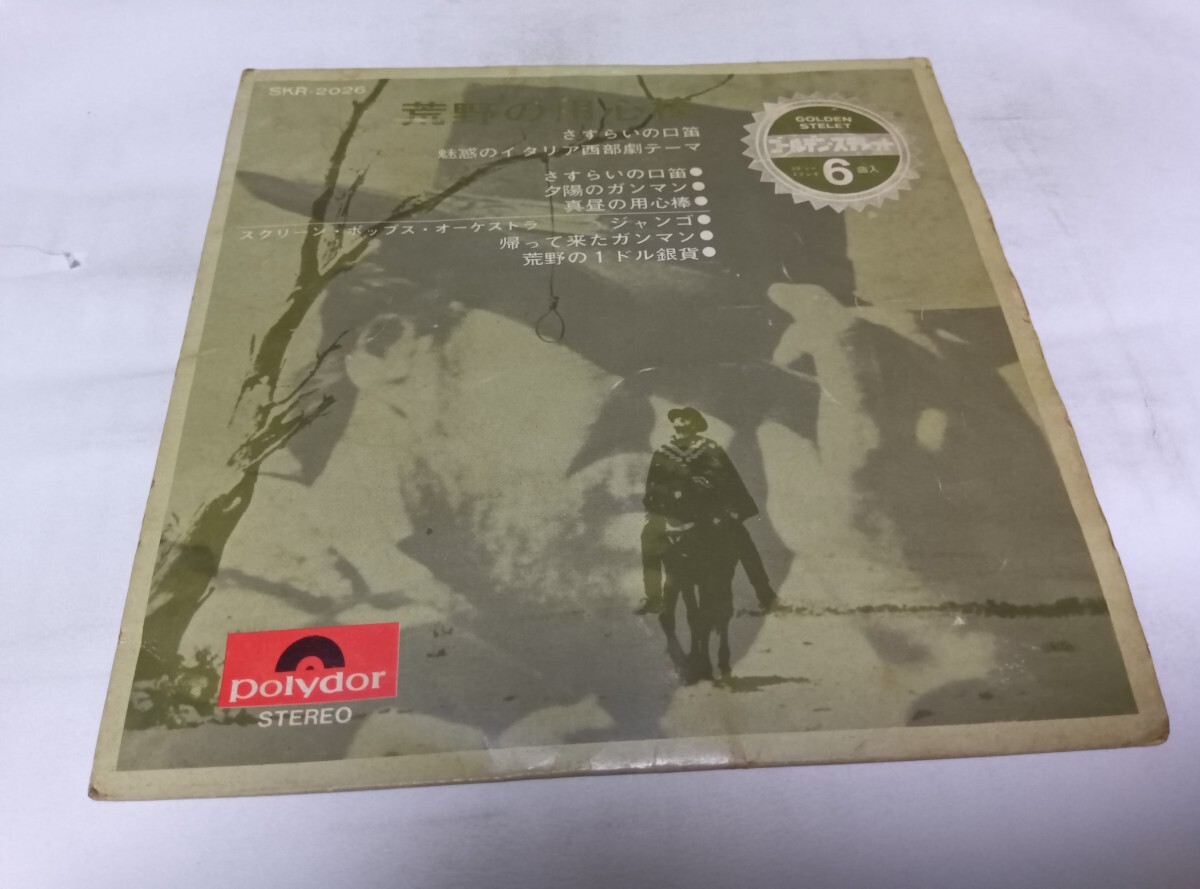 SKR-2026
荒野の用心棒
さすらいの口笛
魅惑のイタリア西部劇テーマ
さすらいの口笛●
夕陽のガンマン●
真昼の用心棒●
スクリーン・ポップス・オーケストラ
ジャンゴ●
帰って来たガンマン●
荒野の1ドル銀貨●
GOLDEN
STELET
ゴールデン・ステレット
6曲入
polydor
STEREO